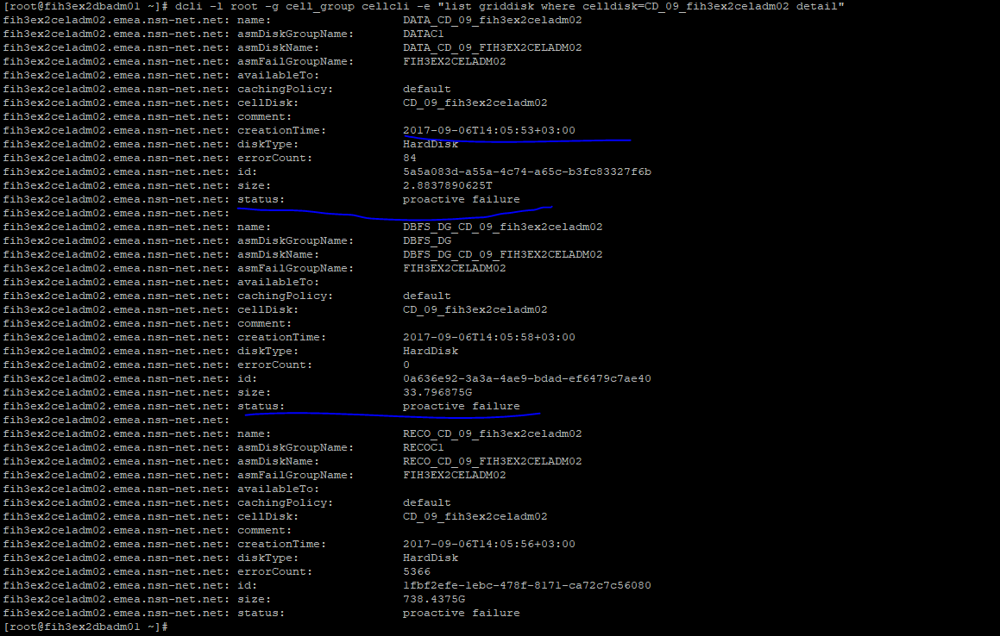 [root@fih3ex2dbadm01 ~]# dcli -l root -g cell_group cellcli -e "list griddisk where celldisk=CD_09_fih3ex2celadm02 detail"
fih3ex2celadm02.emea.nsn-net.net: name: DATA_CD_09_fih3ex2celadm02
fih3ex2celadm02.emea.nsn-net.net: asmDiskGroupName: DATAC1
fih3ex2celadm02.emea.nsn-net.net: asmDiskName: DATA_CD_09_FIH3EX2CELADM02
fih3ex2celadm02.emea.nsn-net.net: asmFailGroupName: FIH3EX2CELADM02
fih3ex2celadm02.emea.nsn-net.net: availableTo:
fih3ex2celadm02.emea.nsn-net.net: cachingPolicy: default
fih3ex2celadm02.emea.nsn-net.net: cellDisk: CD_09_fih3ex2celadm02
fih3ex2celadm02.emea.nsn-net.net: comment:
fih3ex2celadm02.emea.nsn-net.net: creationTime: 2017-09-06T14:05:53+03:00
fih3ex2celadm02.emea.nsn-net.net: diskType: HardDisk
fih3ex2celadm02.emea.nsn-net.net: errorCount: 84
fih3ex2celadm02.emea.nsn-net.net: id: 5a5a083d-a55a-4c74-a65c-b3fc83327f6b
fih3ex2celadm02.emea.nsn-net.net: size: 2.8837890625T
fih3ex2celadm02.emea.nsn-net.net: status: proactive failure
fih3ex2celadm02.emea.nsn-net.net:
fih3ex2celadm02.emea.nsn-net.net: name: DBFS_DG_CD_09_fih3ex2celadm02
fih3ex2celadm02.emea.nsn-net.net: asmDiskGroupName: DBFS_DG
fih3ex2celadm02.emea.nsn-net.net: asmDiskName: DBFS_DG_CD_09_FIH3EX2CELADM02
fih3ex2celadm02.emea.nsn-net.net: asmFailGroupName: FIH3EX2CELADM02
fih3ex2celadm02.emea.nsn-net.net: availableTo:
fih3ex2celadm02.emea.nsn-net.net: cachingPolicy: default
fih3ex2celadm02.emea.nsn-net.net: cellDisk: CD_09_fih3ex2celadm02
fih3ex2celadm02.emea.nsn-net.net: comment:
fih3ex2celadm02.emea.nsn-net.net: creationTime: 2017-09-06T14:05:58+03:00
fih3ex2celadm02.emea.nsn-net.net: diskType: HardDisk
fih3ex2celadm02.emea.nsn-net.net: errorCount: 0
fih3ex2celadm02.emea.nsn-net.net: id: 0a636e92-3a3a-4ae9-bdad-ef6479c7ae40
fih3ex2celadm02.emea.nsn-net.net: size: 33.796875G
fih3ex2celadm02.emea.nsn-net.net: status: proactive failure
fih3ex2celadm02.emea.nsn-net.net:
fih3ex2celadm02.emea.nsn-net.net: name: RECO_CD_09_fih3ex2celadm02
fih3ex2celadm02.emea.nsn-net.net: asmDiskGroupName: RECOC1
fih3ex2celadm02.emea.nsn-net.net: asmDiskName: RECO_CD_09_FIH3EX2CELADM02
fih3ex2celadm02.emea.nsn-net.net: asmFailGroupName: FIH3EX2CELADM02
fih3ex2celadm02.emea.nsn-net.net: availableTo:
fih3ex2celadm02.emea.nsn-net.net: cachingPolicy: default
fih3ex2celadm02.emea.nsn-net.net: cellDisk: CD_09_fih3ex2celadm02
fih3ex2celadm02.emea.nsn-net.net: comment:
fih3ex2celadm02.emea.nsn-net.net: creationTime: 2017-09-06T14:05:56+03:00
fih3ex2celadm02.emea.nsn-net.net: diskType: HardDisk
fih3ex2celadm02.emea.nsn-net.net: errorCount: 5366
fih3ex2celadm02.emea.nsn-net.net: id: 1fbf2efe-1ebc-478f-8171-ca72c7c56080
fih3ex2celadm02.emea.nsn-net.net: size: 738.4375G
fih3ex2celadm02.emea.nsn-net.net: status: proactive failure
[root@fih3ex2dbadm01 ~]#